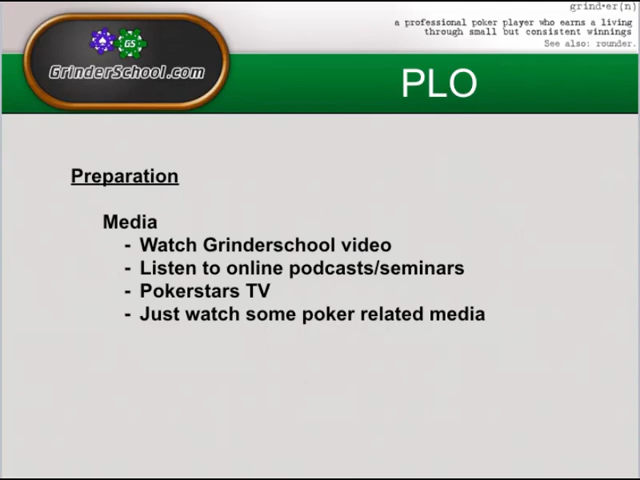 grind·er(n)
a professional poker player who earns a living
through small but consistent winnings
See also: rounder.
GS
GrinderSchool.com
PLO
Preparation
Media
- Watch Grinderschool video
- Listen to online podcasts/seminars
- Pokerstars TV
- Just watch some poker related media